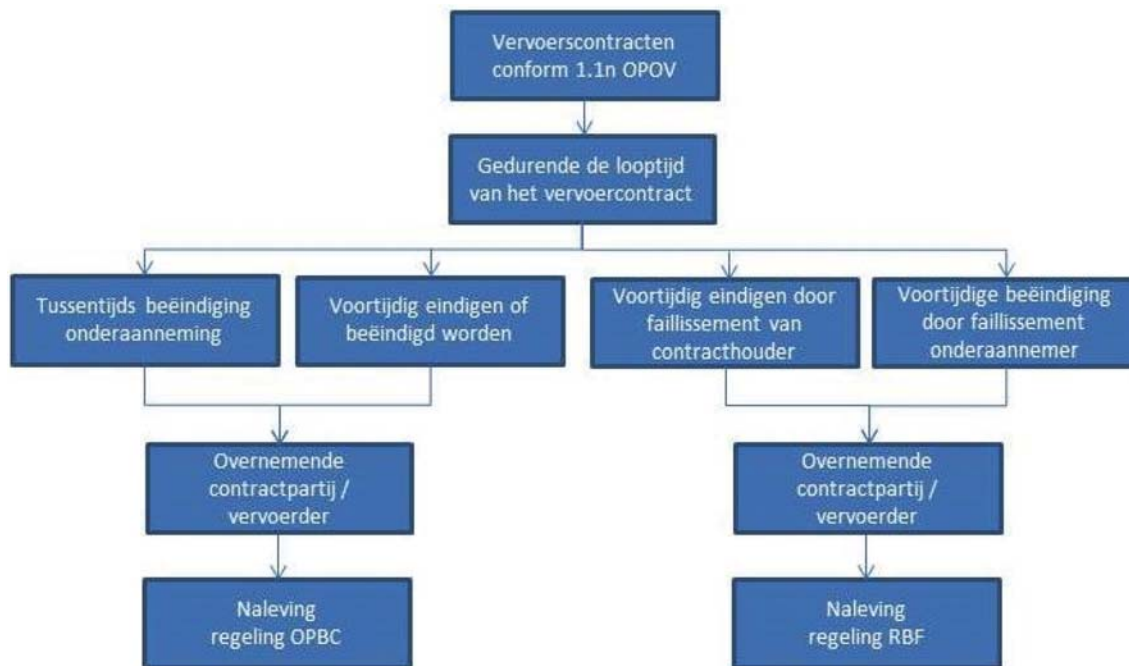 Vervoerscontracten
conform 1.1n OPOV
Gedurende de looptijd
van het vervoercontract
Tussentijds beëindiging
onderaanneming
Voortijdig eindigen of
beëindigd worden
Voortijdig eindigen door
faillissement van
contracthouder
Voortijdige beëindiging
door faillissement
onderaannemer
Overnemende
contractpartij /
vervoerder
Overnemende
contractpartij /
vervoerder
Naleving
regeling OPBC
Naleving
regeling RBF